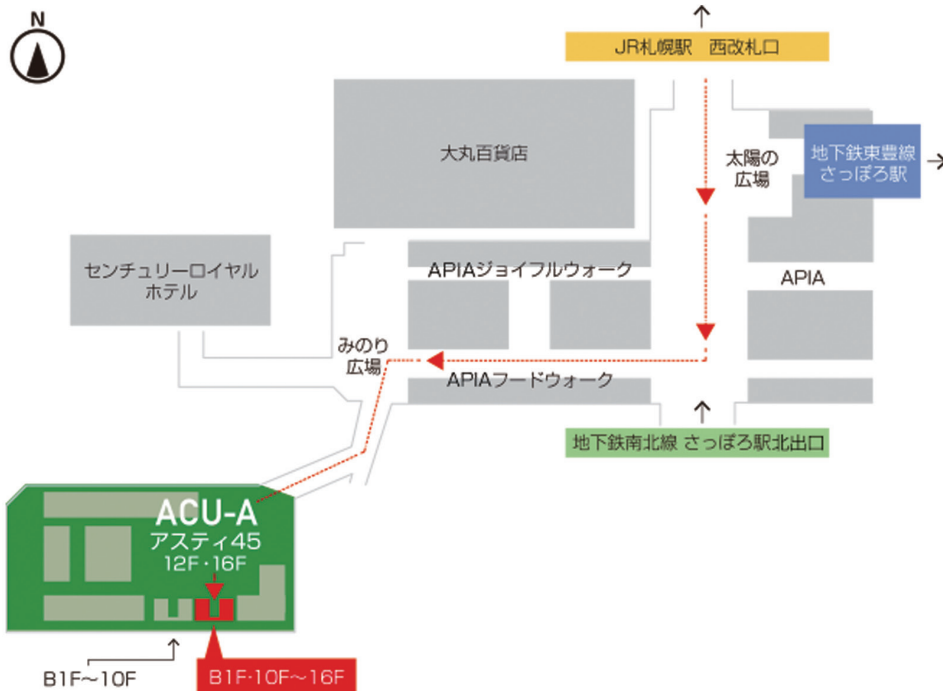 N
JR札幌駅 西改札口
大丸百貨店
太陽の
広場
地下鉄東豊線
さっぽろ駅
センチュリーロイヤル
ホテル
APIAジョイフルウォーク
APIA
みのり
広場
APIAフードウォーク
地下鉄南北線 さっぽろ駅北出口
ACU-A
アスティ45
12F・16F
B1F〜10F
B1F・10F〜16F